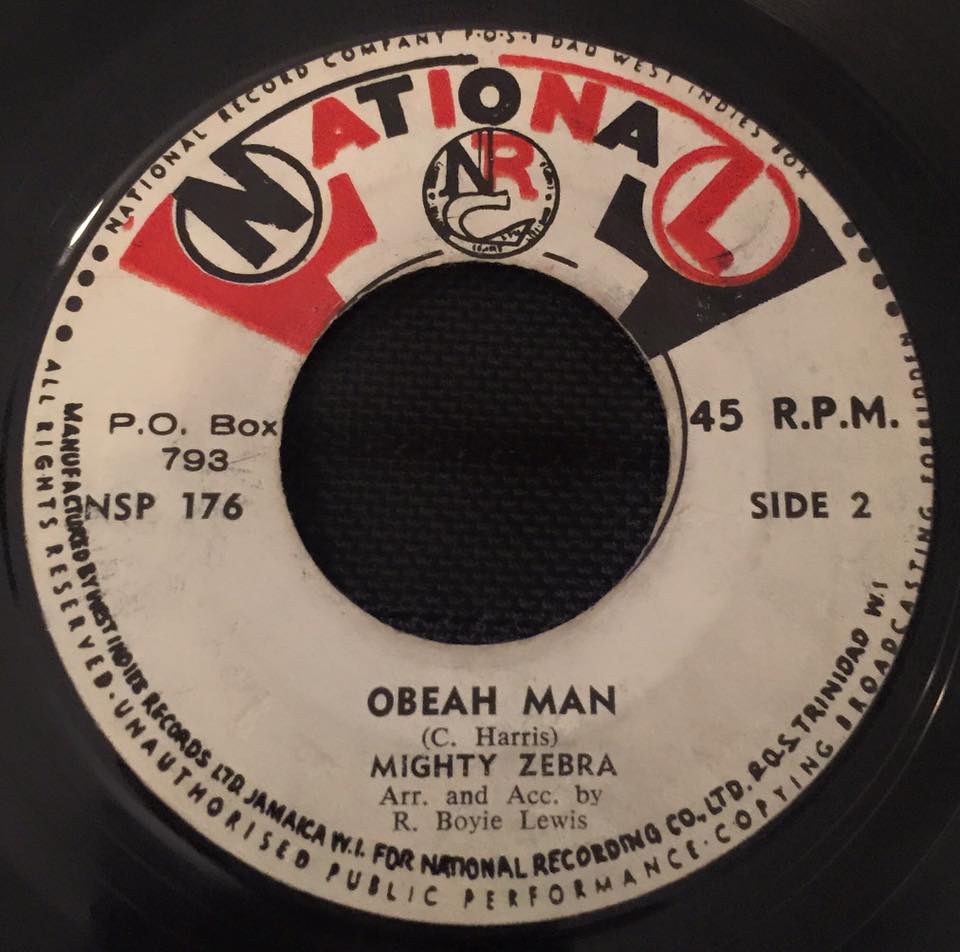 NATIONAL RECORD COMPANY P.O.S. TDAD WEST INDIES BOX
NATIONAL
NR
P.O. Box
793
NSP 176
45 R.P.M.
SIDE 2
OBEAH MAN
(C. Harris)
MIGHTY ZEBRA
Arr. and Acc. by
R. Boyie Lewis
MANUFACTURED BY WEST INDIES RECORDS LTD. JAMAICA W.I. FOR NATIONAL RECORDING CO., LTD. P.O.S. TRINIDAD W.I
ALL RIGHTS RESERVED · UNAUTHORISED PUBLIC PERFORMANCE · COPYING BROADCASTING FORBIDDEN